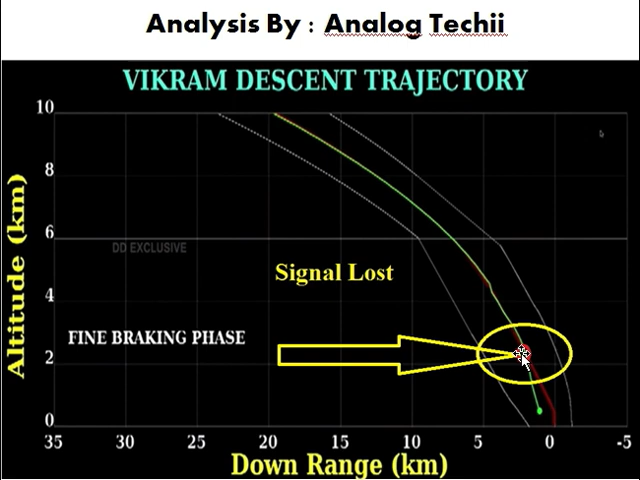 Analysis By : Analog Techii
VIKRAM DESCENT TRAJECTORY
10
8
6
DD EXCLUSIVE
Signal Lost
4
FINE BRAKING PHASE
2
0
35 30 25 20 15 10 5 0 -5
Altitude (km)
Down Range (km)